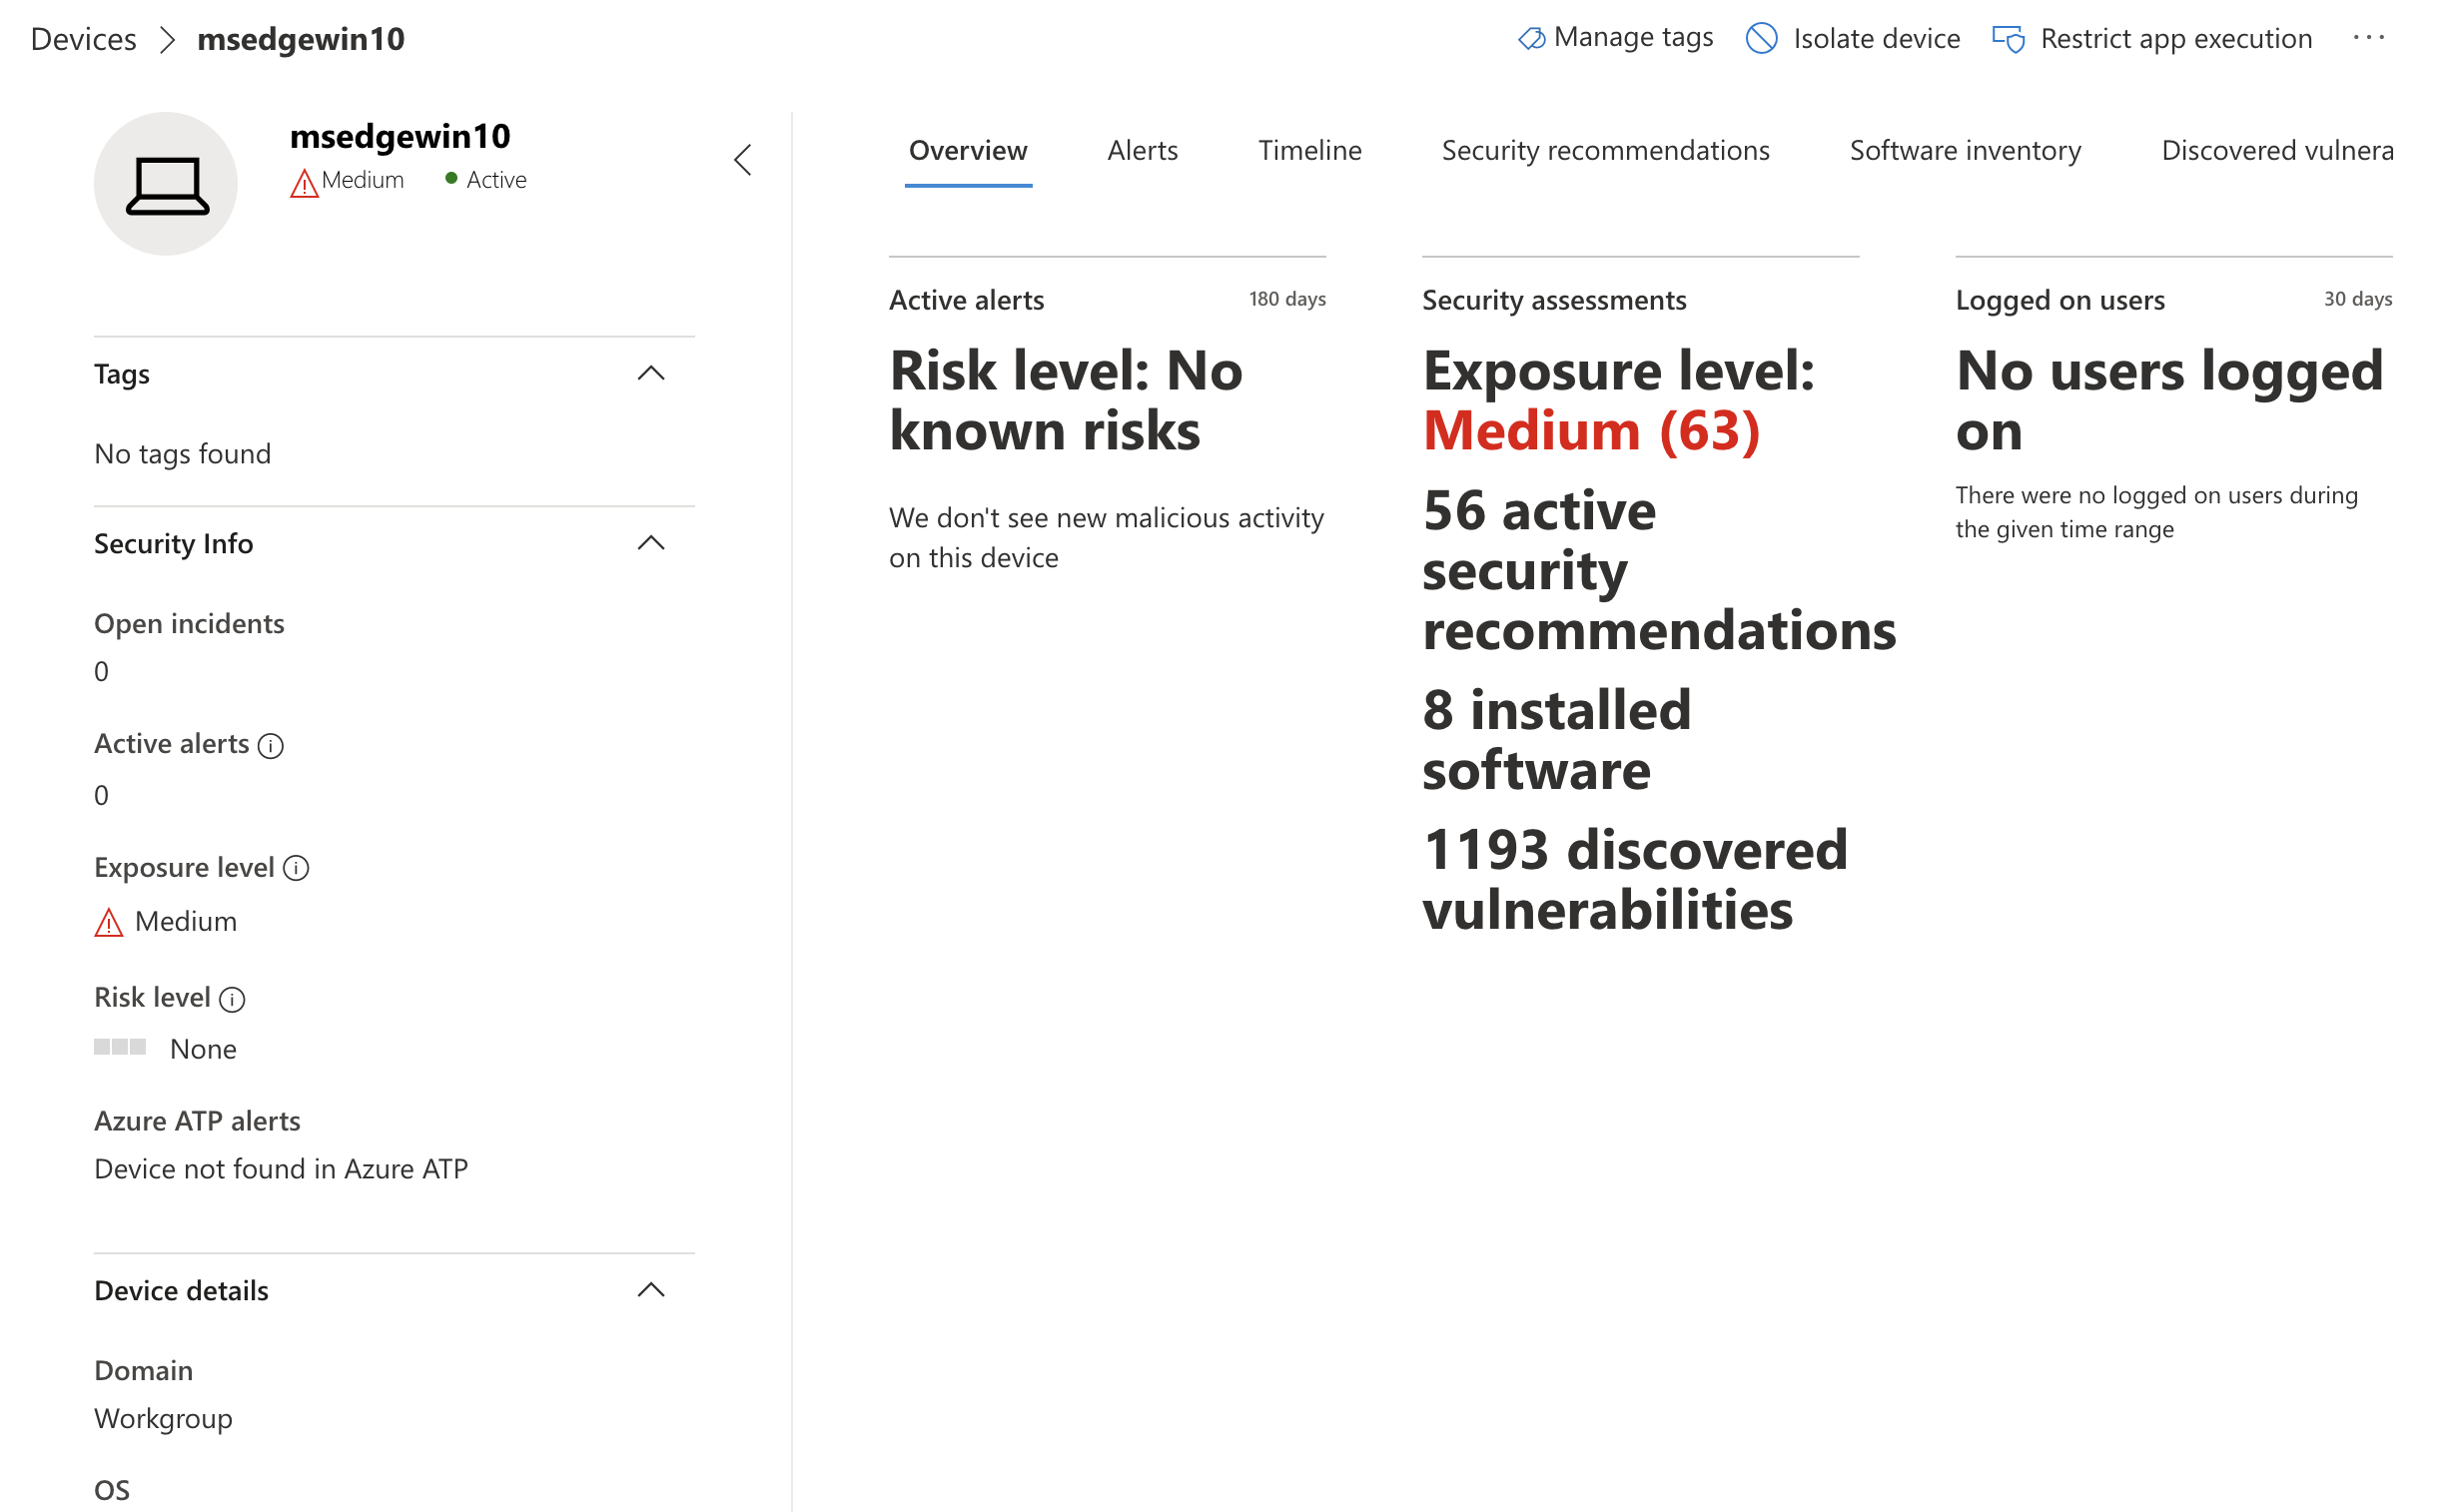 Devices > msedgewin10
Manage tags
Isolate device
Restrict app execution
...
msedgewin10
Medium
Active
Tags
No tags found
Security Info
Open incidents
0
Active alerts
0
Exposure level
Medium
Risk level
None
Azure ATP alerts
Device not found in Azure ATP
Device details
Domain
Workgroup
OS
Overview
Alerts
Timeline
Security recommendations
Software inventory
Discovered vulnera
Active alerts
180 days
Risk level: No
known risks
We don't see new malicious activity
on this device
Security assessments
Exposure level:
Medium (63)
56 active
security
recommendations
8 installed
software
1193 discovered
vulnerabilities
Logged on users
30 days
No users logged
on
There were no logged on users during
the given time range